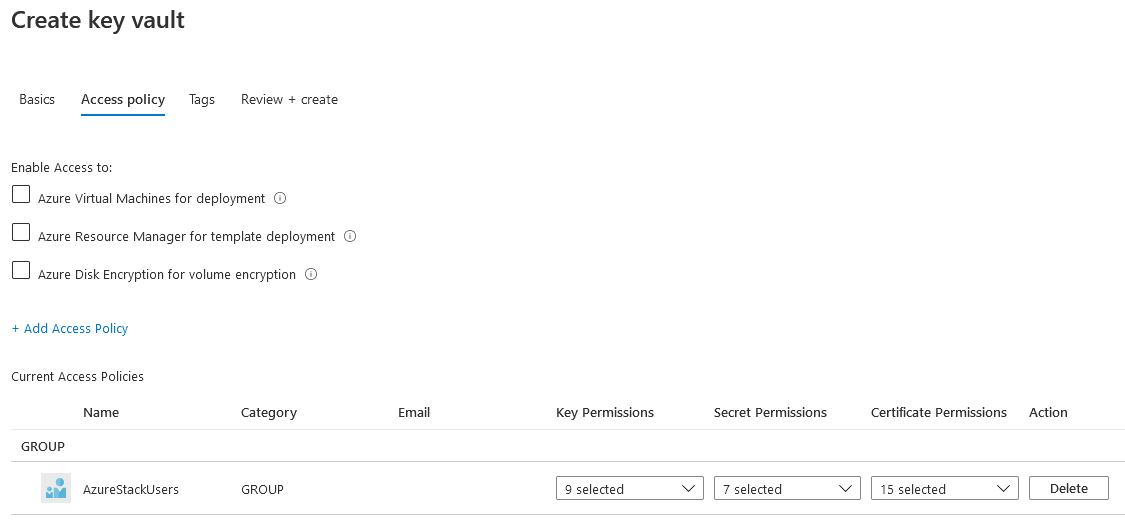 Create key vault
Basics Access policy Tags Review + create
Enable Access to:
Azure Virtual Machines for deployment
Azure Resource Manager for template deployment
Azure Disk Encryption for volume encryption
+ Add Access Policy
Current Access Policies
Name Category Email Key Permissions Secret Permissions Certificate Permissions Action
GROUP
AzureStackUsers GROUP 9 selected 7 selected 15 selected Delete